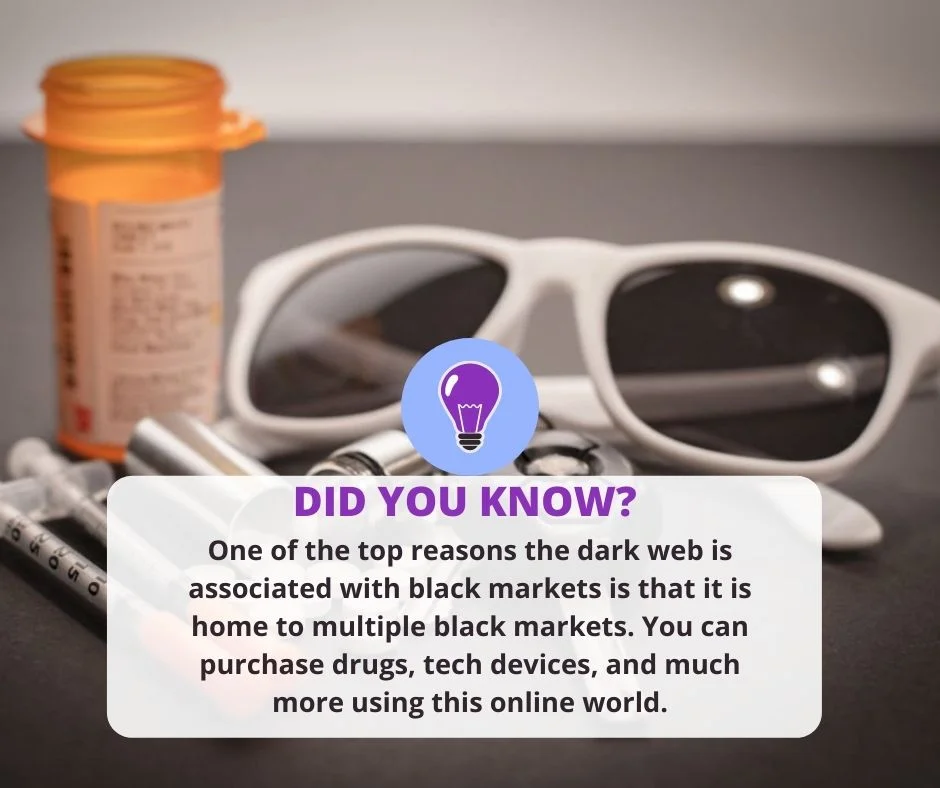 DID YOU KNOW?
One of the top reasons the dark web is
associated with black markets is that it is
home to multiple black markets. You can
purchase drugs, tech devices, and much
more using this online world.